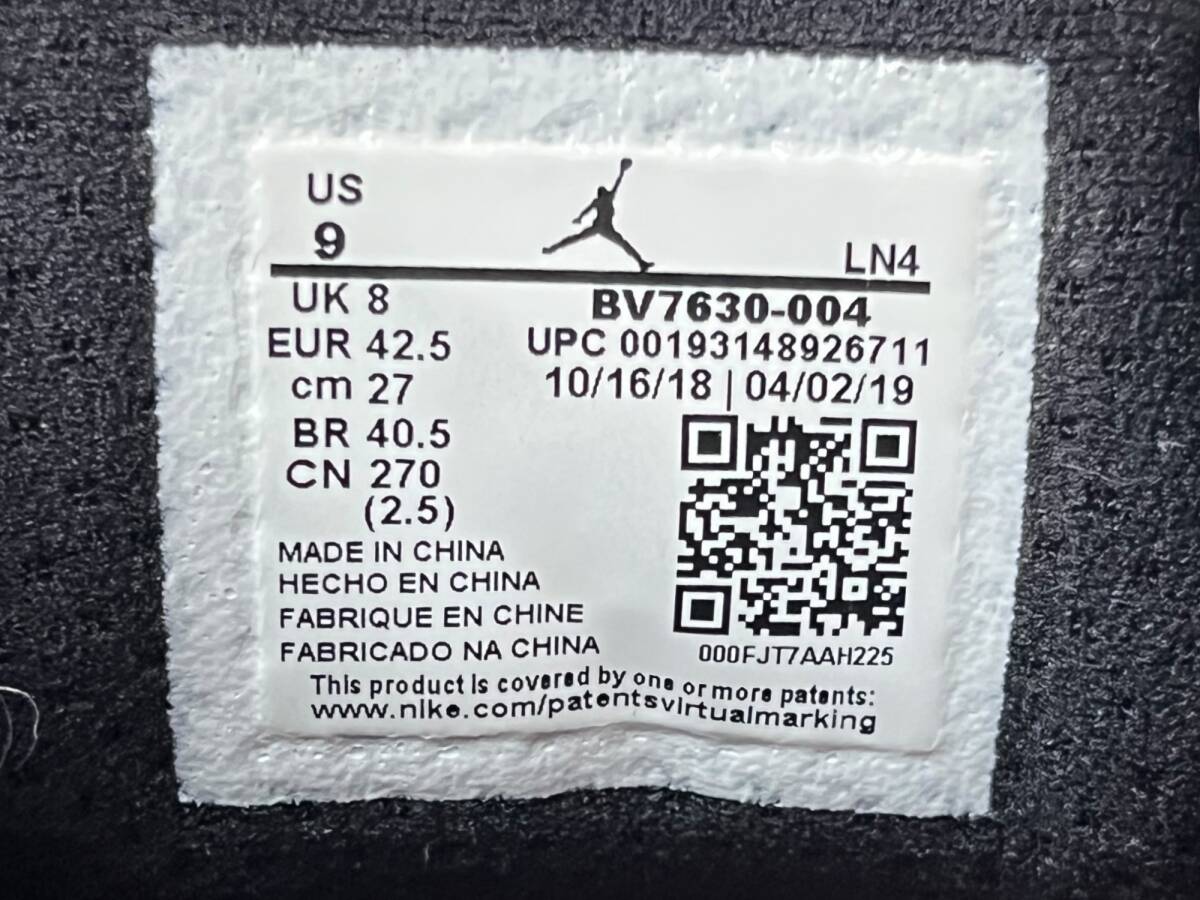 US
9
LN4
UK 8
EUR 42.5
cm 27
BR 40.5
CN 270
(2.5)
BV7630-004
UPC 00193148926711
10/16/18 | 04/02/19
MADE IN CHINA
HECHO EN CHINA
FABRIQUE EN CHINE
FABRICADO NA CHINA
000FJT7AAH225
This product is covered by one or more patents:
www.nike.com/patentsvirtualmarking